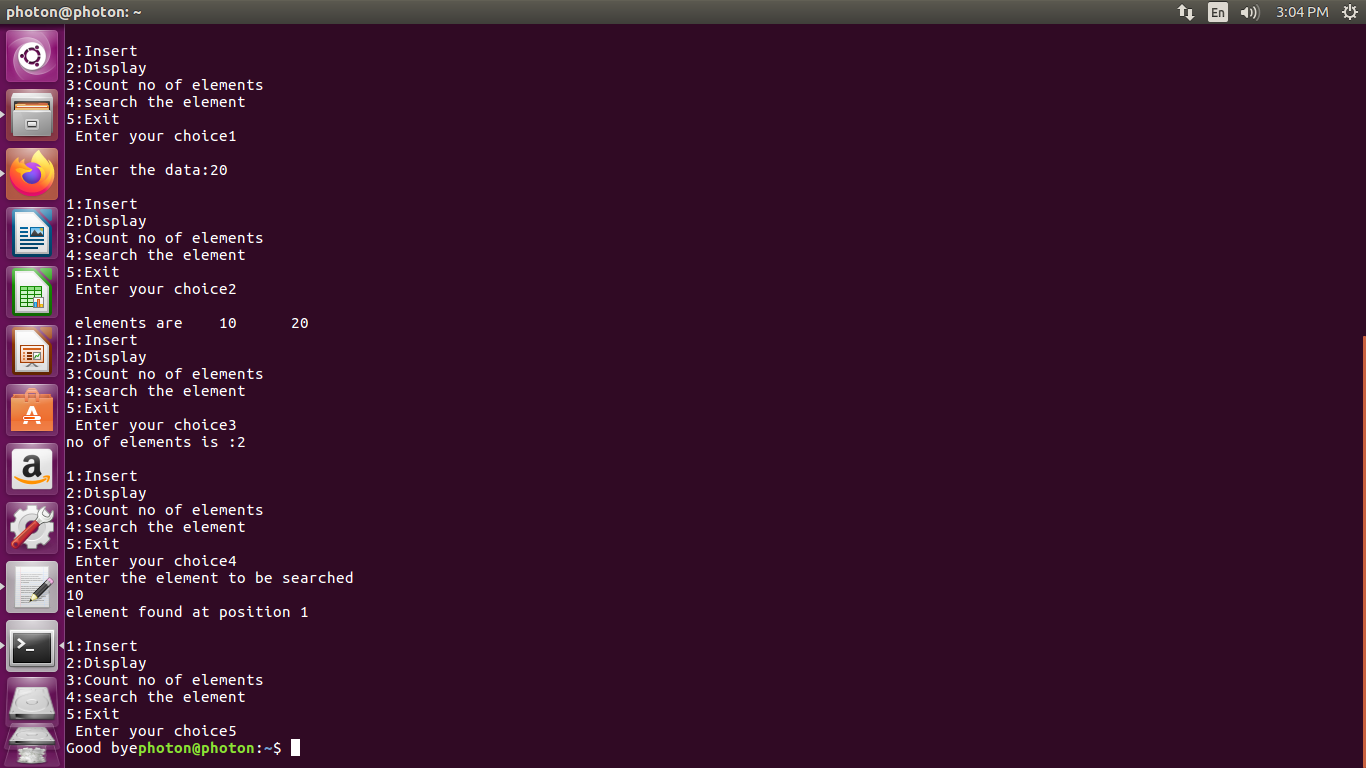 photon@photon: ~
En
3:04 PM
1:Insert
2:Display
3:Count no of elements
4:search the element
5:Exit
 Enter your choice1
 Enter the data:20
1:Insert
2:Display
3:Count no of elements
4:search the element
5:Exit
 Enter your choice2
 elements are    10      20
1:Insert
2:Display
3:Count no of elements
4:search the element
5:Exit
 Enter your choice3
no of elements is :2
1:Insert
2:Display
3:Count no of elements
4:search the element
5:Exit
 Enter your choice4
enter the element to be searched
10
element found at position 1
1:Insert
2:Display
3:Count no of elements
4:search the element
5:Exit
 Enter your choice5
Good byephoton@photon:~$